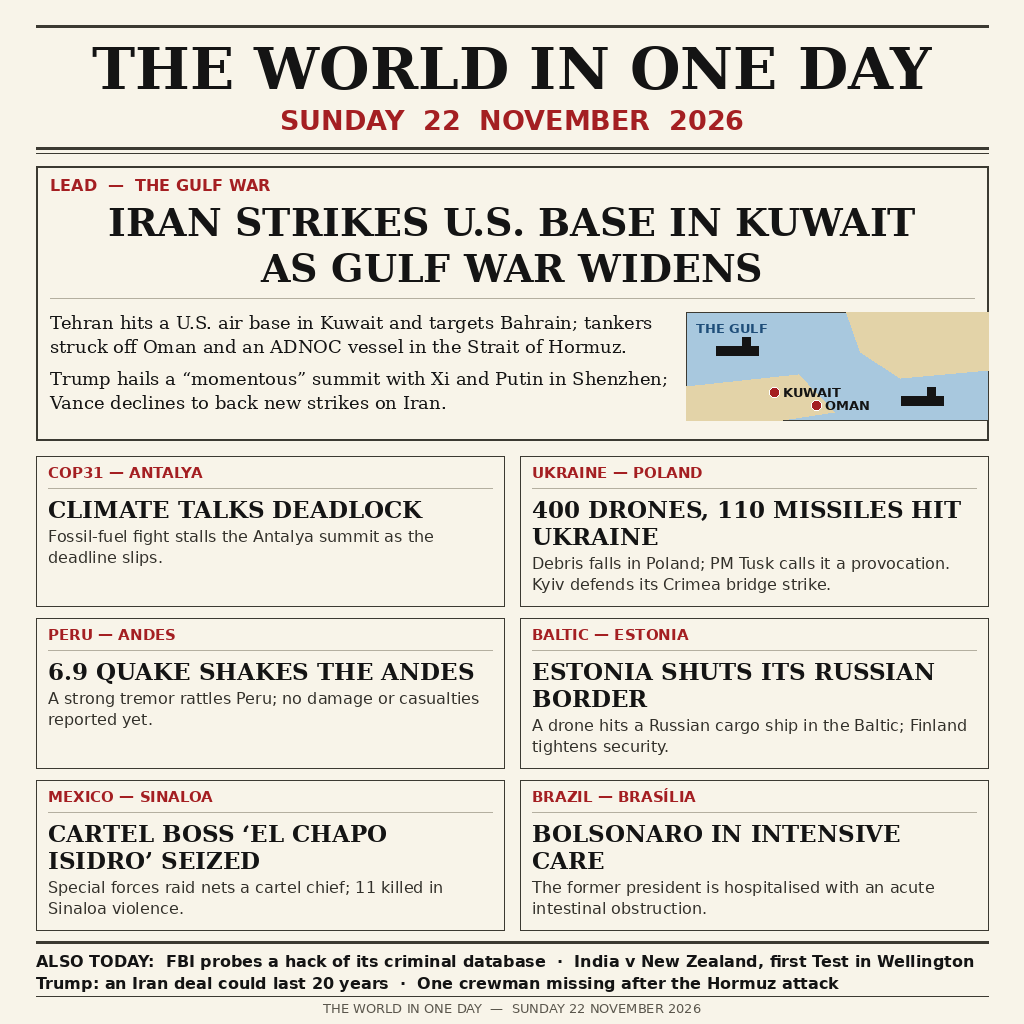 THE WORLD IN ONE DAY
SUNDAY 22 NOVEMBER 2026
LEAD — THE GULF WAR
IRAN STRIKES U.S. BASE IN KUWAIT
AS GULF WAR WIDENS
Tehran hits a U.S. air base in Kuwait and targets Bahrain; tankers
struck off Oman and an ADNOC vessel in the Strait of Hormuz.
Trump hails a “momentous” summit with Xi and Putin in Shenzhen;
Vance declines to back new strikes on Iran.
THE GULF
KUWAIT
OMAN
COP31 — ANTALYA
CLIMATE TALKS DEADLOCK
Fossil-fuel fight stalls the Antalya summit as the
deadline slips.
UKRAINE — POLAND
400 DRONES, 110 MISSILES HIT
UKRAINE
Debris falls in Poland; PM Tusk calls it a provocation.
Kyiv defends its Crimea bridge strike.
PERU — ANDES
6.9 QUAKE SHAKES THE ANDES
A strong tremor rattles Peru; no damage or casualties
reported yet.
BALTIC — ESTONIA
ESTONIA SHUTS ITS RUSSIAN
BORDER
A drone hits a Russian cargo ship in the Baltic; Finland
tightens security.
MEXICO — SINALOA
CARTEL BOSS ‘EL CHAPO
ISIDRO’ SEIZED
Special forces raid nets a cartel chief; 11 killed in
Sinaloa violence.
BRAZIL — BRASÍLIA
BOLSONARO IN INTENSIVE
CARE
The former president is hospitalised with an acute
intestinal obstruction.
ALSO TODAY: FBI probes a hack of its criminal database · India v New Zealand, first Test in Wellington
Trump: an Iran deal could last 20 years · One crewman missing after the Hormuz attack
THE WORLD IN ONE DAY — SUNDAY 22 NOVEMBER 2026